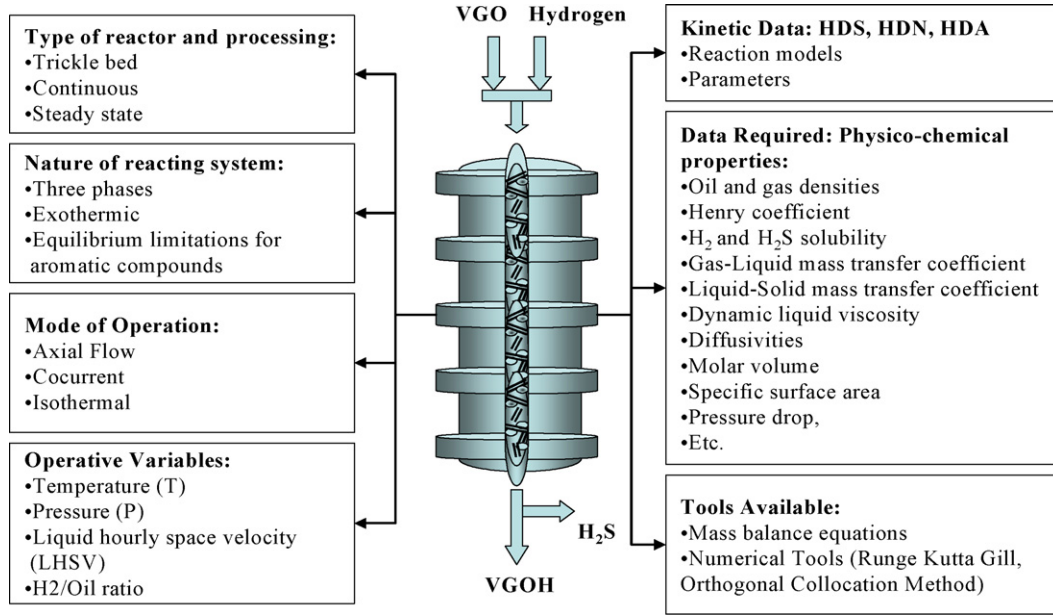 VGO Hydrogen
Type of reactor and processing:
•Trickle bed
•Continuous
•Steady state
Nature of reacting system:
•Three phases
•Exothermic
•Equilibrium limitations for
aromatic compounds
Mode of Operation:
•Axial Flow
•Cocurrent
•Isothermal
Operative Variables:
•Temperature (T)
•Pressure (P)
•Liquid hourly space velocity
(LHSV)
•H2/Oil ratio
H₂S
VGOH
Kinetic Data: HDS, HDN, HDA
•Reaction models
•Parameters
Data Required: Physico-chemical
properties:
•Oil and gas densities
•Henry coefficient
•H₂ and H₂S solubility
•Gas-Liquid mass transfer coefficient
•Liquid-Solid mass transfer coefficient
•Dynamic liquid viscosity
•Diffusivities
•Molar volume
•Specific surface area
•Pressure drop,
•Etc.
Tools Available:
•Mass balance equations
•Numerical Tools (Runge Kutta Gill,
Orthogonal Collocation Method)